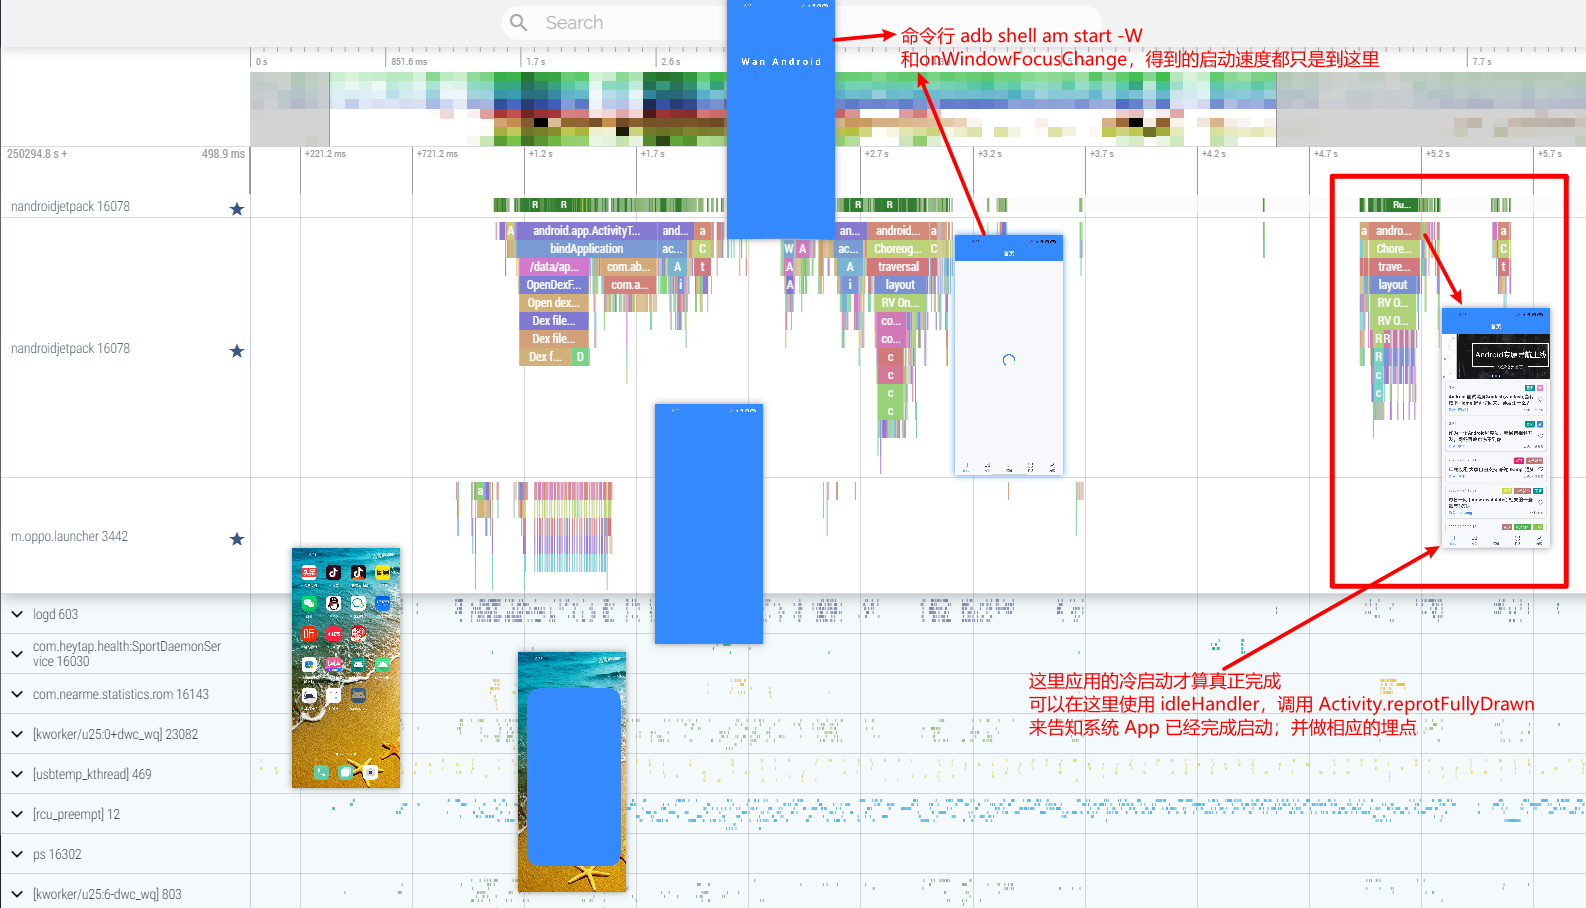 Search
命令行 adb shell am start -W
和onWindowFocusChange，得到的启动速度都只是到这里
Wan Android
0 s
851.6 ms
1.7 s
2.6 s
7.7 s
250294.8 s +
498.9 ms
+221.2 ms
+721.2 ms
+1.2 s
+1.7 s
+2.7 s
+3.2 s
+3.7 s
+4.2 s
+4.7 s
+5.2 s
+5.7 s
nandroidjetpack 16078
R
R
R
R
Ru...
A
android.app.ActivityT...
and...
a
an...
android...
a
a
andro...
a
bindApplication
ac...
C
W
A
ac...
Choreog...
C
Chore...
C
/data/ap...
com.ab...
A
t
A
A
traversal
trave...
t
OpenDexF...
com.a...
i
A
i
layout
layout
Open dex...
RV On...
RV O...
Dex file...
co...
RV O...
nandroidjetpack 16078
Dex file...
co...
R
R
Dex f...
D
c
R
c
c
c
c
首页
首页
m.oppo.launcher 3442
a
logd 603
com.heytap.health:SportDaemonSer
vice 16030
com.nearme.statistics.rom 16143
[kworker/u25:0+dwc_wq] 23082
[usbtemp_kthread] 469
[rcu_preempt] 12
ps 16302
[kworker/u25:6-dwc_wq] 803
这里应用的冷启动才算真正完成
可以在这里使用 idleHandler，调用 Activity.reprotFullyDrawn
来告知系统 App 已经完成启动；并做相应的埋点